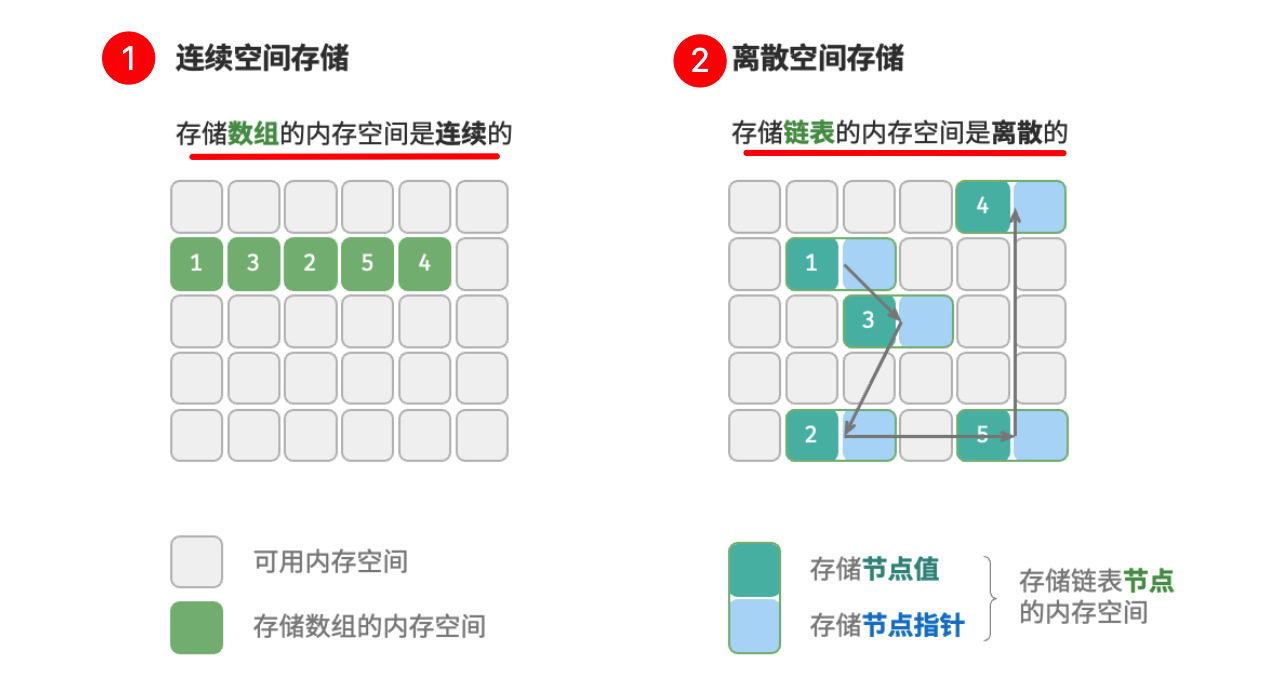 1 连续空间存储
存储数组的内存空间是连续的
1 3 2 5 4
可用内存空间
存储数组的内存空间
2 离散空间存储
存储链表的内存空间是离散的
4
1
3
2 5
存储节点值
存储节点指针
存储链表节点
的内存空间